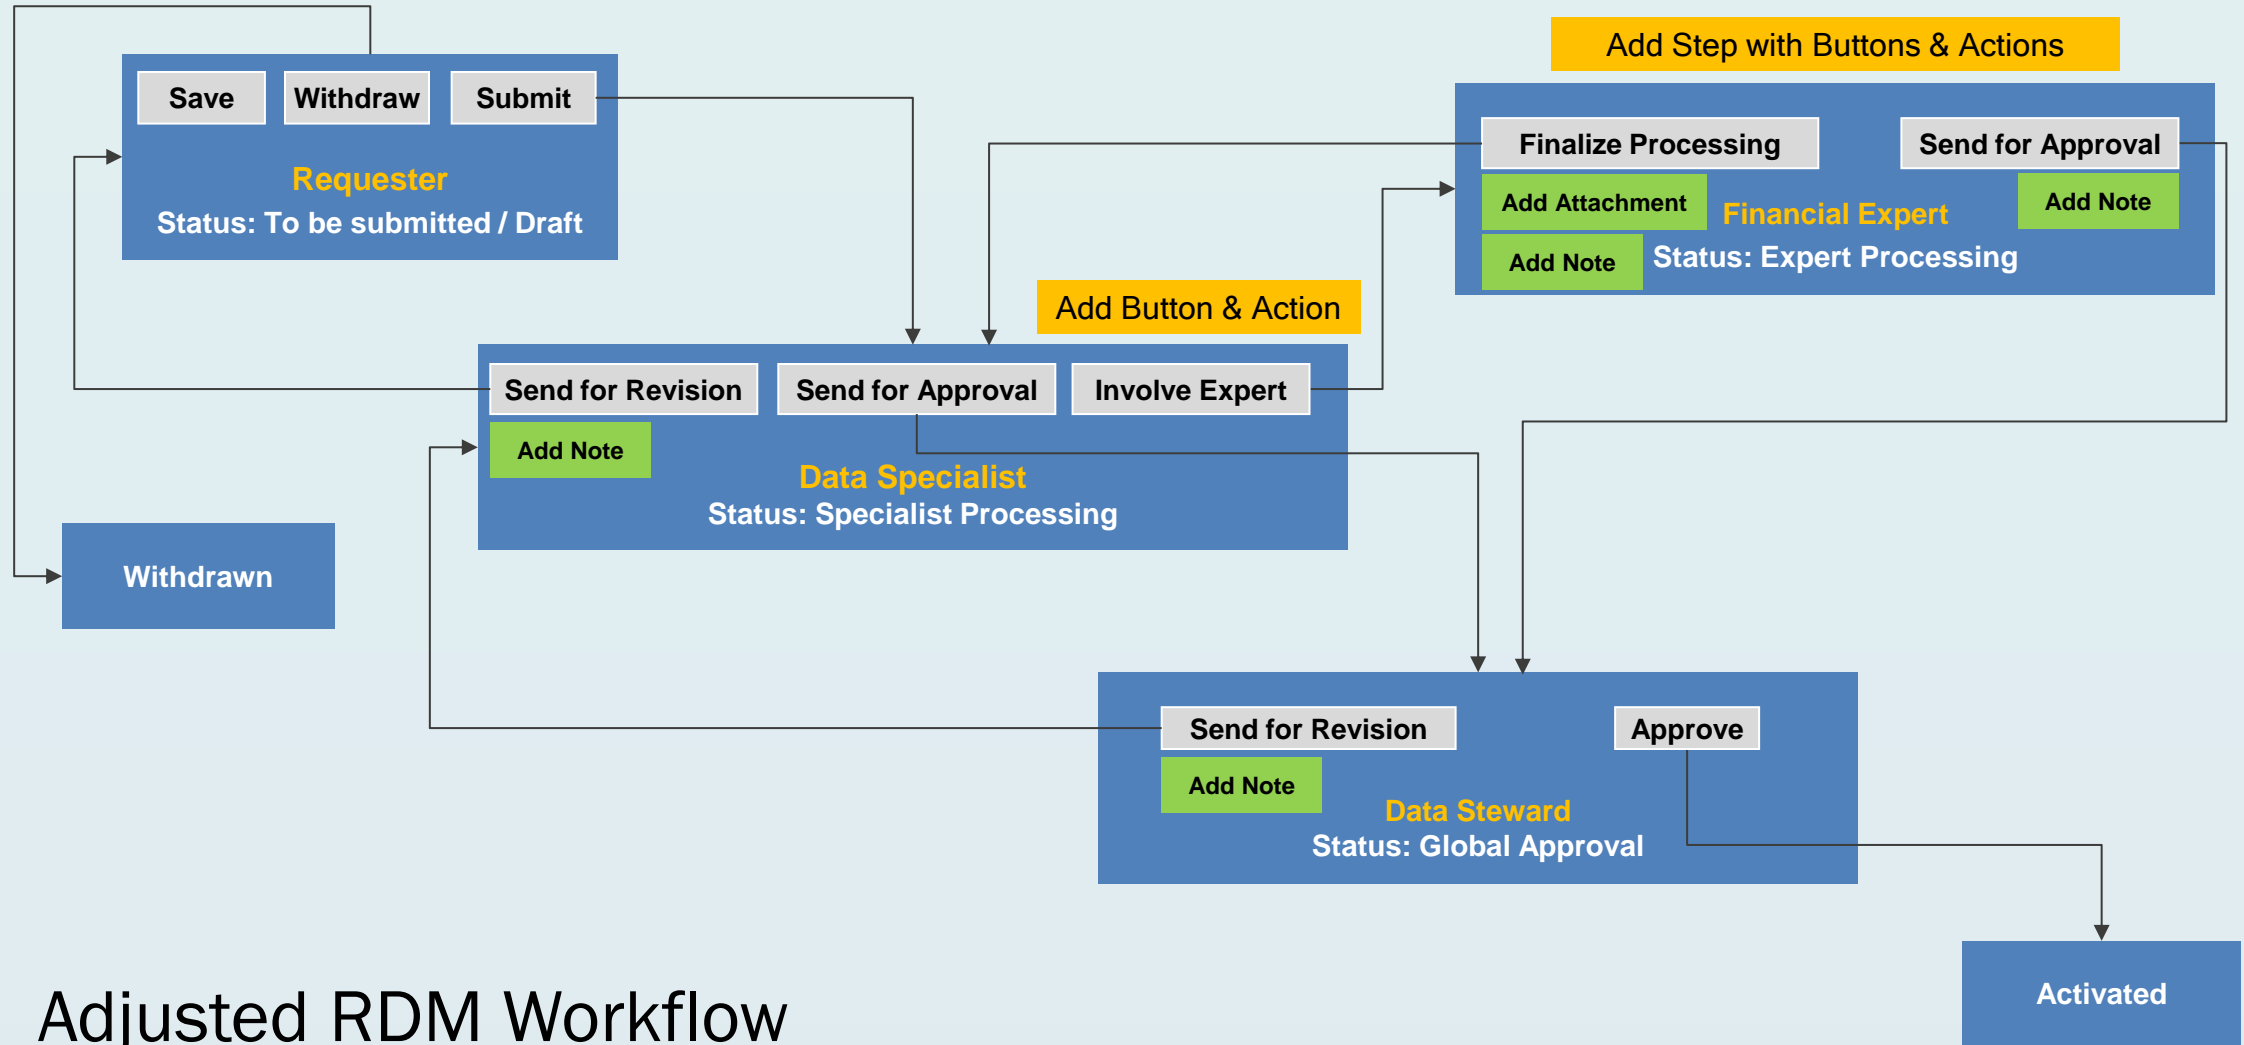 Add Step with Buttons & Actions
Save
Withdraw
Submit
Requester
Status: To be submitted / Draft
Finalize Processing
Send for Approval
Add Attachment
Add Note
Financial Expert
Add Note
Status: Expert Processing
Add Button & Action
Send for Revision
Send for Approval
Involve Expert
Add Note
Data Specialist
Status: Specialist Processing
Withdrawn
Send for Revision
Approve
Add Note
Data Steward
Status: Global Approval
Activated
Adjusted RDM Workflow